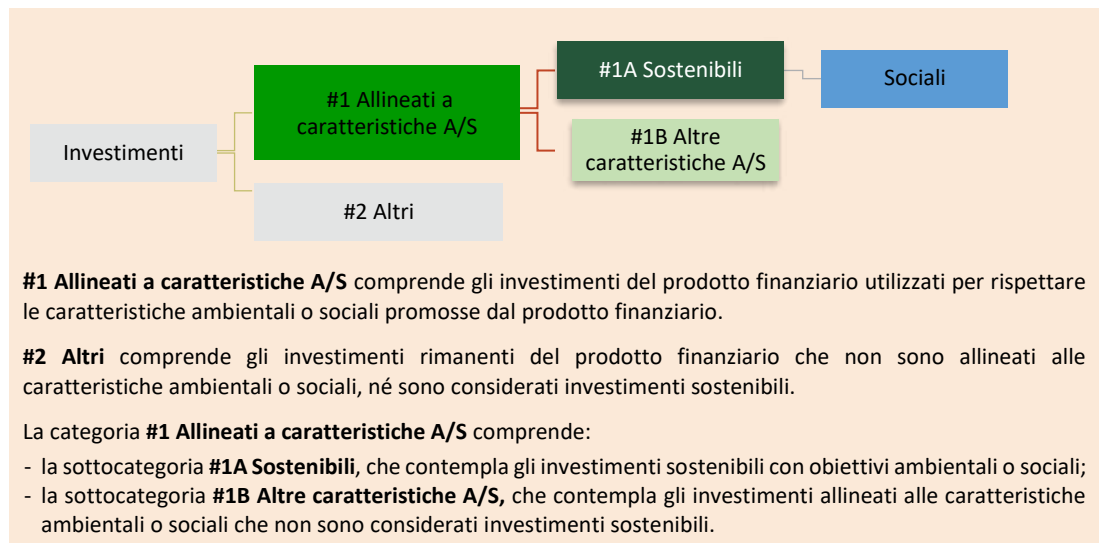 #1A Sostenibili
Sociali
#1 Allineati a
caratteristiche A/S
#1B Altre
caratteristiche A/S
Investimenti
#2 Altri
#1 Allineati a caratteristiche A/S comprende gli investimenti del prodotto finanziario utilizzati per rispettare
le caratteristiche ambientali o sociali promosse dal prodotto finanziario.
#2 Altri comprende gli investimenti rimanenti del prodotto finanziario che non sono allineati alle
caratteristiche ambientali o sociali, né sono considerati investimenti sostenibili.
La categoria #1 Allineati a caratteristiche A/S comprende:
- la sottocategoria #1A Sostenibili, che contempla gli investimenti sostenibili con obiettivi ambientali o sociali;
- la sottocategoria #1B Altre caratteristiche A/S, che contempla gli investimenti allineati alle caratteristiche
ambientali o sociali che non sono considerati investimenti sostenibili.